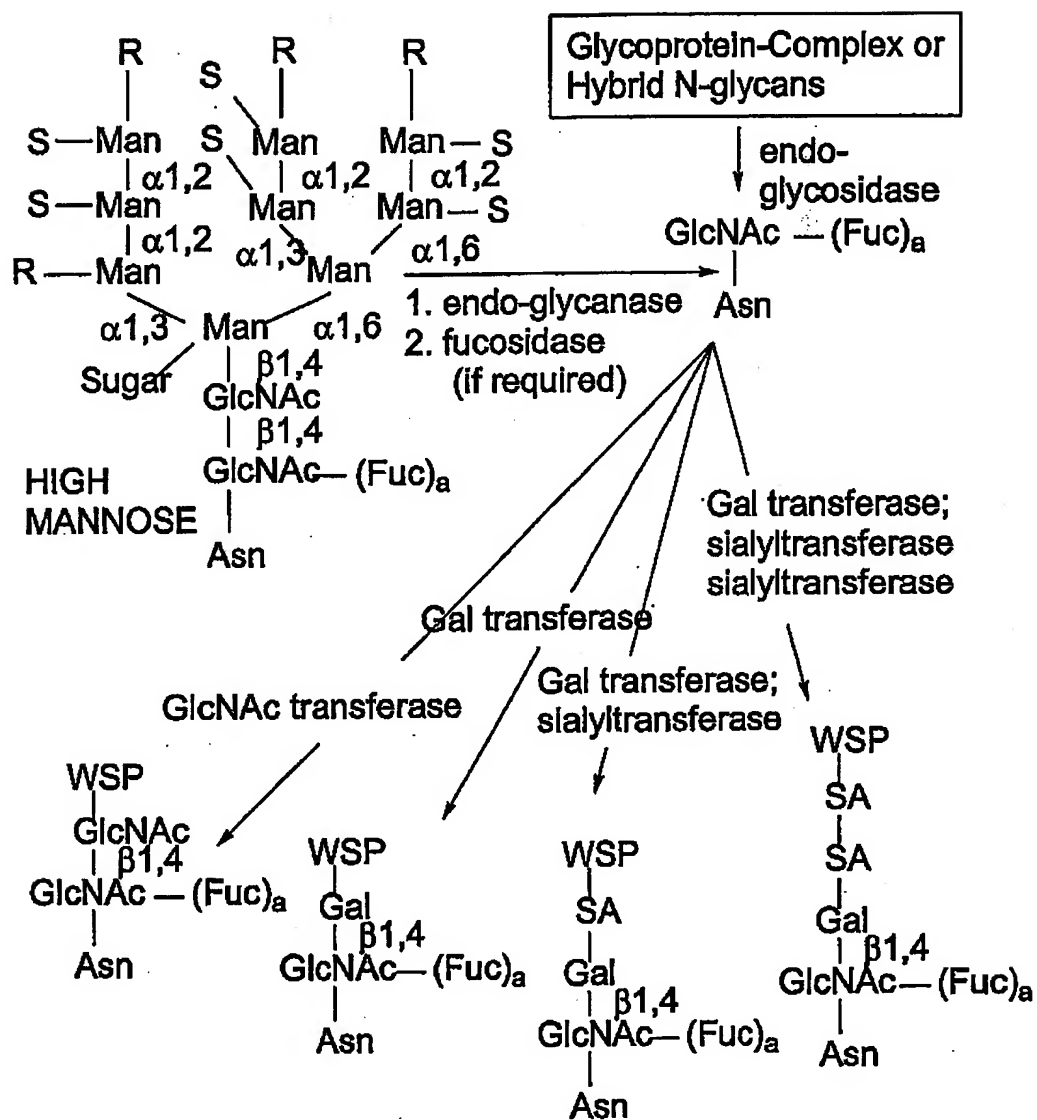 R
R
R
Glycoprotein-Complex or
Hybrid N-glycans
S
S
S—Man
Man
Man—S
endo-
glycosidase
α1,2
α1,2
α1,2
S—Man
Man
Man—S
GlcNAc—(Fuc)a
α1,2
α1,3
α1,6
R—Man
Man
Asn
1. endo-glycanase
2. fucosidase
(if required)
α1,3
Man
α1,6
Sugar
β1,4
GlcNAc
β1,4
GlcNAc—(Fuc)a
HIGH
MANNOSE
Asn
Gal transferase;
sialyltransferase
sialyltransferase
Gal transferase
Gal transferase;
sialyltransferase
GlcNAc transferase
WSP
GlcNAc
β1,4
GlcNAc—(Fuc)a
Asn
WSP
Gal
β1,4
GlcNAc—(Fuc)a
Asn
WSP
SA
Gal
β1,4
GlcNAc—(Fuc)a
Asn
WSP
SA
SA
Gal
β1,4
GlcNAc—(Fuc)a
Asn